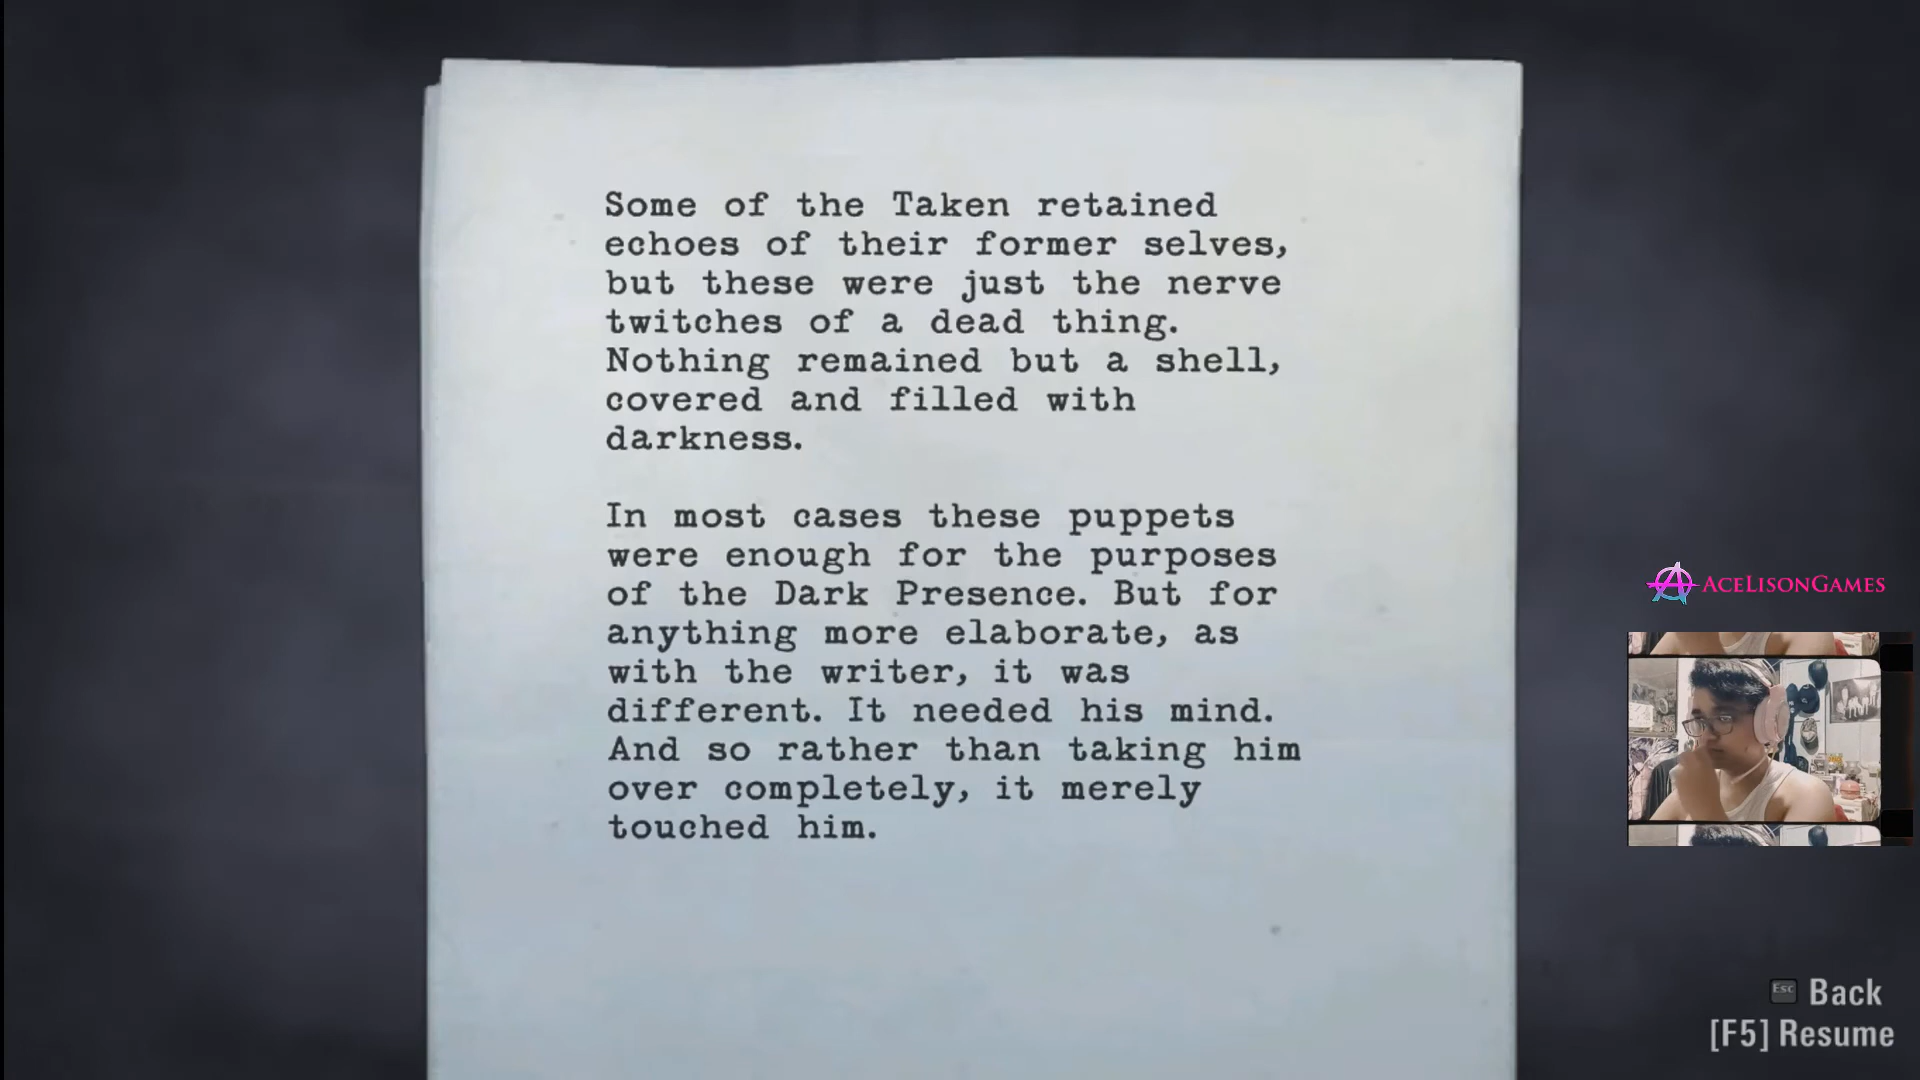 Some of the Taken retained
echoes of their former selves,
but these were just the nerve
twitches of a dead thing.
Nothing remained but a shell,
covered and filled with
darkness.
In most cases these puppets
were enough for the purposes
of the Dark Presence. But for
anything more elaborate, as
with the writer, it was
different. It needed his mind.
And so rather than taking him
over completely, it merely
touched him.
AceLisonGames
Esc Back
[F5] Resume